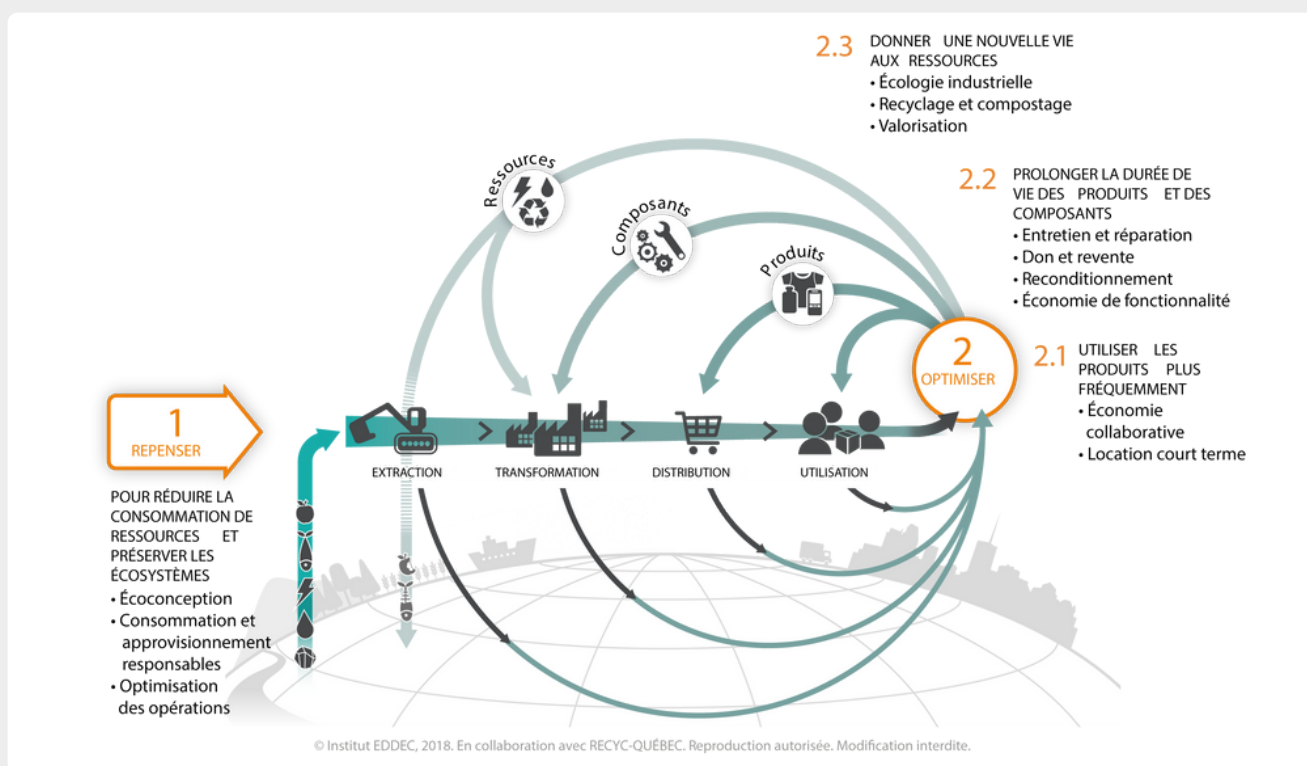 2.3 DONNER UNE NOUVELLE VIE
AUX RESSOURCES
• Écologie industrielle
• Recyclage et compostage
• Valorisation
Ressources
2.2 PROLONGER LA DURÉE DE
VIE DES PRODUITS ET DES
COMPOSANTS
• Entretien et réparation
• Don et revente
• Reconditionnement
• Économie de fonctionnalité
Composants
Produits
2
OPTIMISER
2.1 UTILISER LES
PRODUITS PLUS
FRÉQUEMMENT
• Économie
collaborative
• Location court terme
1
REPENSER
EXTRACTION
TRANSFORMATION
DISTRIBUTION
UTILISATION
POUR RÉDUIRE LA
CONSOMMATION DE
RESSOURCES ET
PRÉSERVER LES
ÉCOSYSTÈMES
• Écoconception
• Consommation et
approvisionnement
responsables
• Optimisation
des opérations
© Institut EDDEC, 2018. En collaboration avec RECYC-QUÉBEC. Reproduction autorisée. Modification interdite.